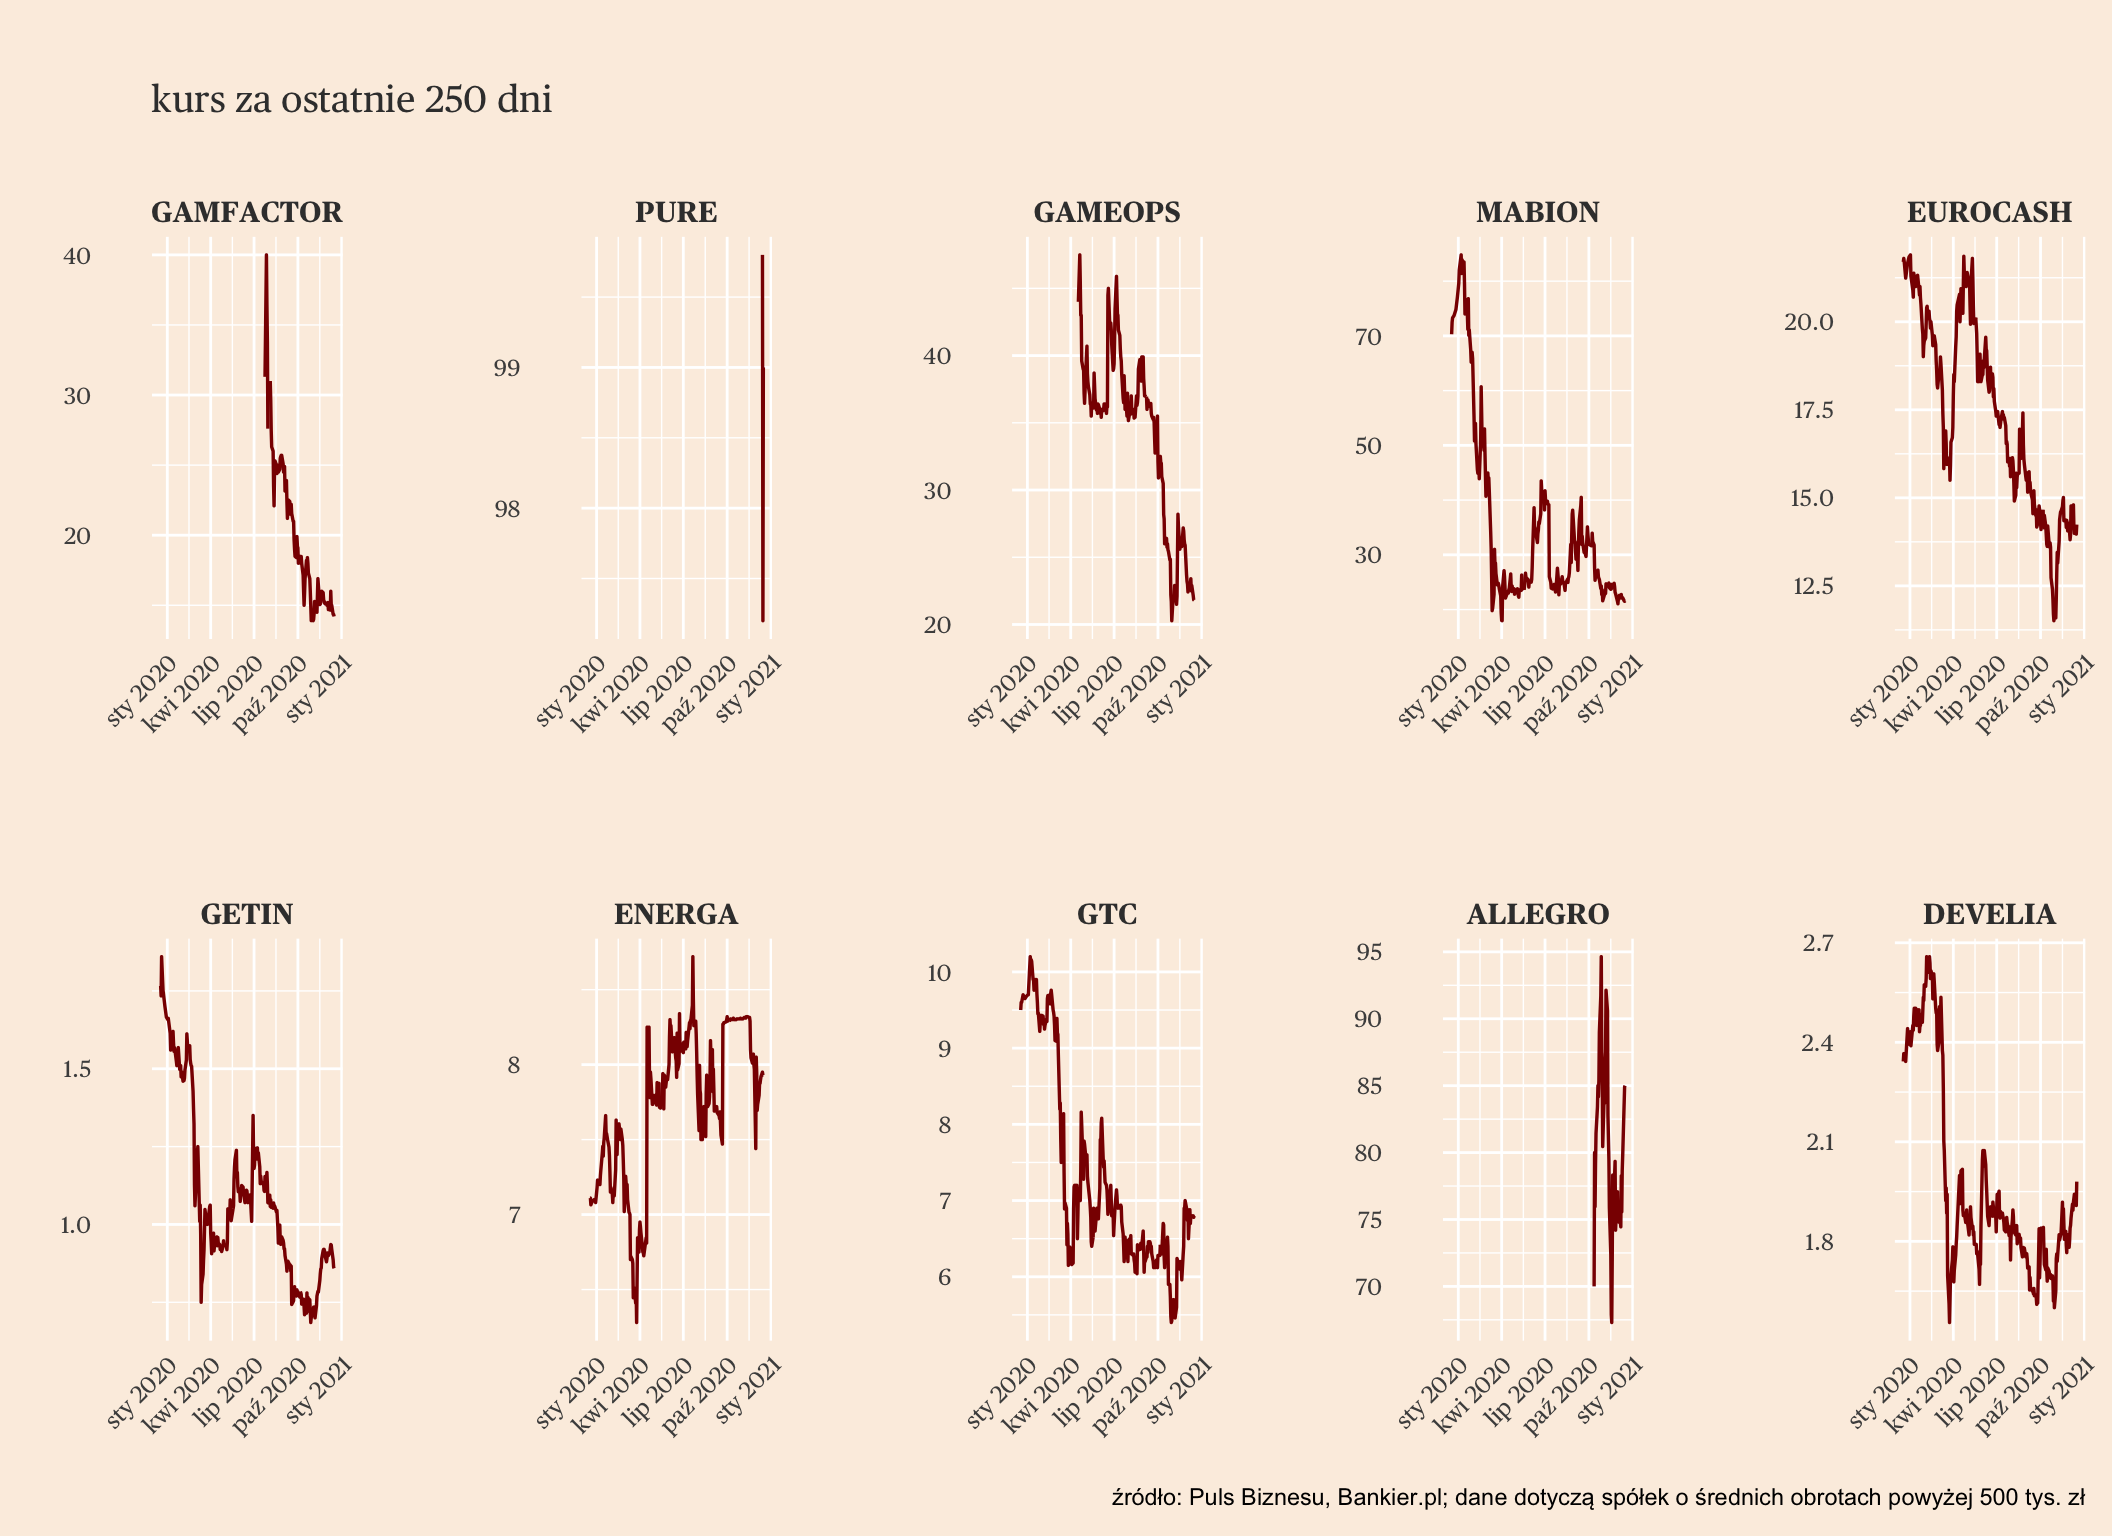 kurs za ostatnie 250 dni
GAMFACTOR
40
30
20
sty 2020
kwi 2020
lip 2020
paź 2020
sty 2021
PURE
99
98
sty 2020
kwi 2020
lip 2020
paź 2020
sty 2021
GAMEOPS
40
30
20
sty 2020
kwi 2020
lip 2020
paź 2020
sty 2021
MABION
70
50
30
sty 2020
kwi 2020
lip 2020
paź 2020
sty 2021
EUROCASH
20.0
17.5
15.0
12.5
sty 2020
kwi 2020
lip 2020
paź 2020
sty 2021
GETIN
1.5
1.0
sty 2020
kwi 2020
lip 2020
paź 2020
sty 2021
ENERGA
8
7
sty 2020
kwi 2020
lip 2020
paź 2020
sty 2021
GTC
10
9
8
7
6
sty 2020
kwi 2020
lip 2020
paź 2020
sty 2021
ALLEGRO
95
90
85
80
75
70
sty 2020
kwi 2020
lip 2020
paź 2020
sty 2021
DEVELIA
2.7
2.4
2.1
1.8
sty 2020
kwi 2020
lip 2020
paź 2020
sty 2021
źródło: Puls Biznesu, Bankier.pl; dane dotyczą spółek o średnich obrotach powyżej 500 tys. zł